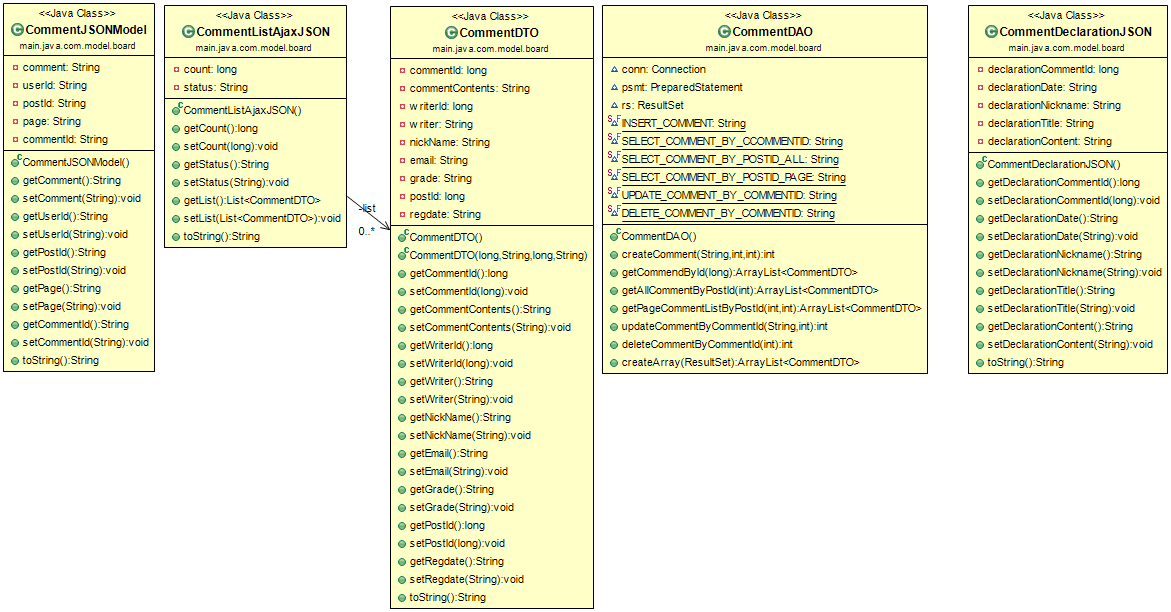 <<Java Class>>
CommentJSONModel
main.java.com.model.board
comment: String
userId: String
postId: String
page: String
commentId: String
CommentJSONModel()
getComment():String
setComment(String):void
getUserId():String
setUserId(String):void
getPostId():String
setPostId(String):void
getPage():String
setPage(String):void
getCommentId():String
setCommentId(String):void
toString():String
<<Java Class>>
CommentListAjaxJSON
main.java.com.model.board
count: long
status: String
CommentListAjaxJSON()
getCount():long
setCount(long):void
getStatus():String
setStatus(String):void
getList():List<CommentDTO>
setList(List<CommentDTO>):void
toString():String
-list
0..*
<<Java Class>>
CommentDTO
main.java.com.model.board
commentId: long
commentContents: String
writerId: long
writer: String
nickName: String
email: String
grade: String
postId: long
regdate: String
CommentDTO()
CommentDTO(long,String,long,String)
getCommentId():long
setCommentId(long):void
getCommentContents():String
setCommentContents(String):void
getWriterId():long
setWriterId(long):void
getWriter():String
setWriter(String):void
getNickName():String
setNickName(String):void
getEmail():String
setEmail(String):void
getGrade():String
setGrade(String):void
getPostId():long
setPostId(long):void
getRegdate():String
setRegdate(String):void
toString():String
<<Java Class>>
CommentDAO
main.java.com.model.board
conn: Connection
psmt: PreparedStatement
rs: ResultSet
INSERT_COMMENT: String
SELECT_COMMENT_BY_CCOMMENTID: String
SELECT_COMMENT_BY_POSTID_ALL: String
SELECT_COMMENT_BY_POSTID_PAGE: String
UPDATE_COMMENT_BY_COMMENTID: String
DELETE_COMMENT_BY_COMMENTID: String
CommentDAO()
createComment(String,int,int):int
getCommendById(long):ArrayList<CommentDTO>
getAllCommentByPostId(int):ArrayList<CommentDTO>
getPageCommentListByPostId(int,int):ArrayList<CommentDTO>
updateCommentByCommentId(String,int):int
deleteCommentByCommentId(int):int
createArray(ResultSet):ArrayList<CommentDTO>
<<Java Class>>
CommentDeclarationJSON
main.java.com.model.board
declarationCommentId: long
declarationDate: String
declarationNickname: String
declarationTitle: String
declarationContent: String
CommentDeclarationJSON()
getDeclarationCommentId():long
setDeclarationCommentId(long):void
getDeclarationDate():String
setDeclarationDate(String):void
getDeclarationNickname():String
setDeclarationNickname(String):void
getDeclarationTitle():String
setDeclarationTitle(String):void
getDeclarationContent():String
setDeclarationContent(String):void
toString():String